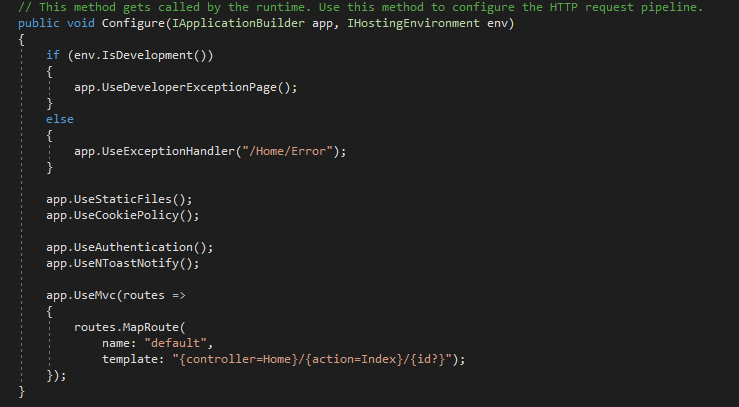 // This method gets called by the runtime. Use this method to configure the HTTP request pipeline.
public void Configure(IApplicationBuilder app, IHostingEnvironment env)
{
    if (env.IsDevelopment())
    {
        app.UseDeveloperExceptionPage();
    }
    else
    {
        app.UseExceptionHandler("/Home/Error");
    }

    app.UseStaticFiles();
    app.UseCookiePolicy();

    app.UseAuthentication();
    app.UseNToastNotify();

    app.UseMvc(routes =>
    {
        routes.MapRoute(
            name: "default",
            template: "{controller=Home}/{action=Index}/{id?}");
    });
}